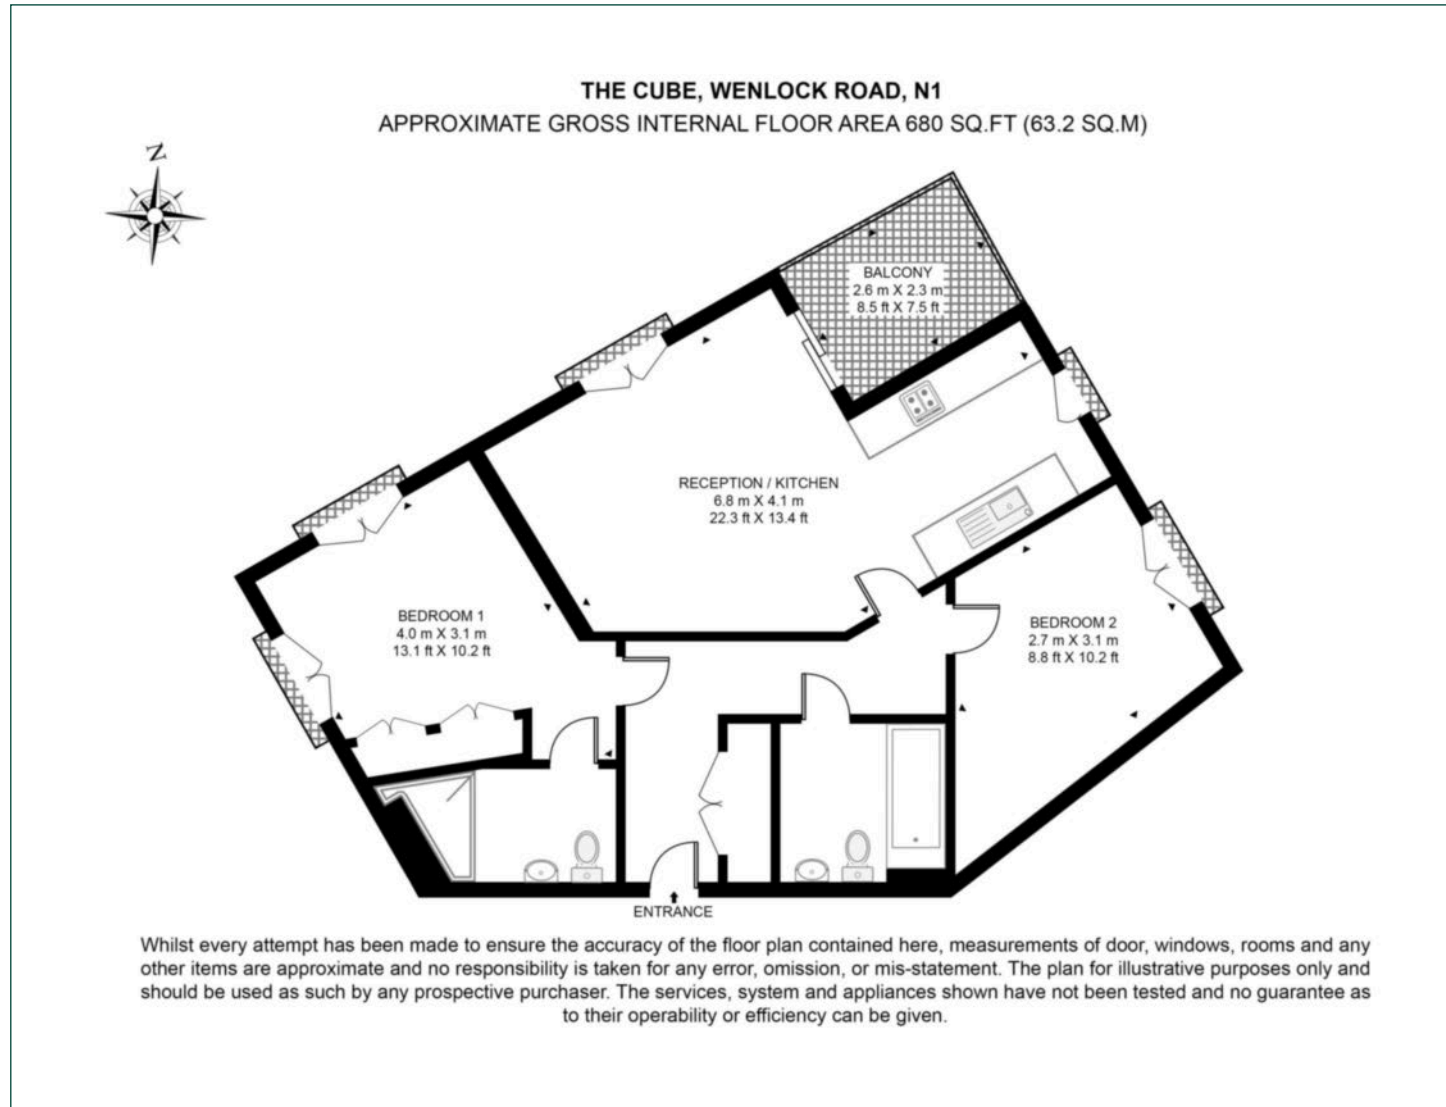 THE CUBE, WENLOCK ROAD, N1
APPROXIMATE GROSS INTERNAL FLOOR AREA 680 SQ.FT (63.2 SQ.M)
N
BALCONY
2.6 m X 2.3 m
8.5 ft X 7.5 ft
RECEPTION / KITCHEN
6.8 m X 4.1 m
22.3 ft X 13.4 ft
BEDROOM 1
4.0 m X 3.1 m
13.1 ft X 10.2 ft
BEDROOM 2
2.7 m X 3.1 m
8.8 ft X 10.2 ft
ENTRANCE
Whilst every attempt has been made to ensure the accuracy of the floor plan contained here, measurements of door, windows, rooms and any
other items are approximate and no responsibility is taken for any error, omission, or mis-statement. The plan for illustrative purposes only and
should be used as such by any prospective purchaser. The services, system and appliances shown have not been tested and no guarantee as
to their operability or efficiency can be given.